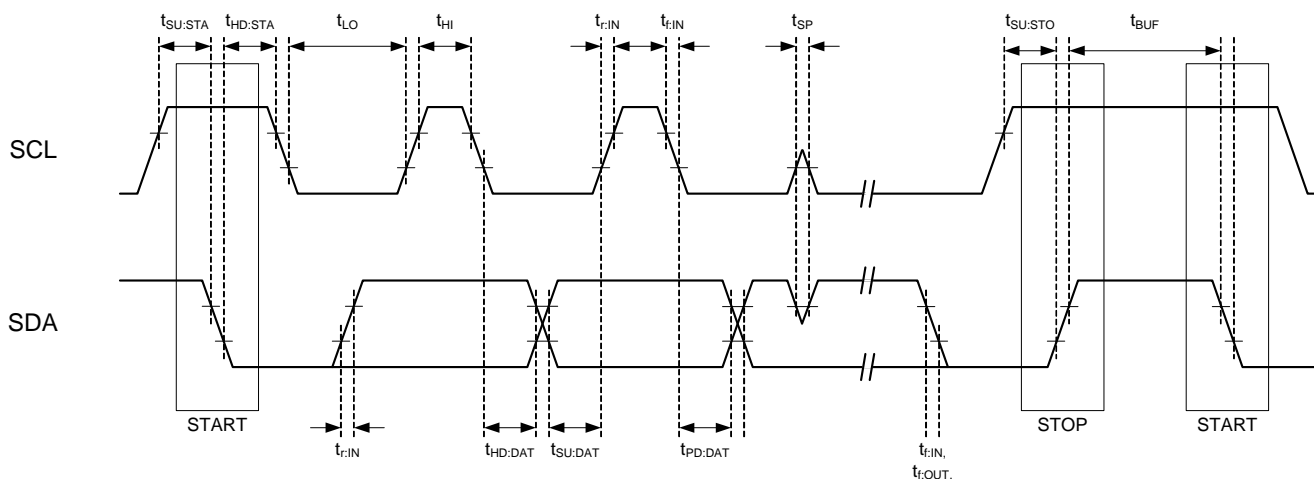 tSU:STA tHD:STA tLO tHI tr:IN tf:IN tSP tSU:STO tBUF
SCL
SDA
START STOP START
tr:IN tHD:DAT tSU:DAT tPD:DAT tf:IN,
tf:OUT,